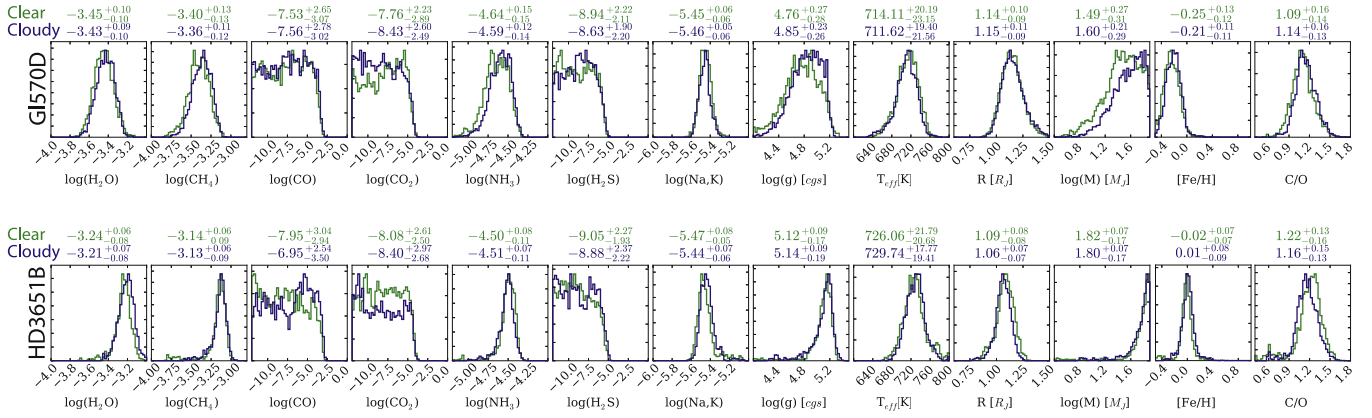 Clear −3.45 +0.10 −0.10 −3.40 +0.13 −0.13 −7.53 +2.65 −3.07 −7.76 +2.23 −2.89 −4.64 +0.15 −0.15 −8.94 +2.22 −2.11 −5.45 +0.06 −0.06 4.76 +0.27 −0.28 714.11 +20.19 −23.15 1.14 +0.10 −0.09 1.49 +0.27 −0.31 −0.25 +0.13 −0.12 1.09 +0.16 −0.14
Cloudy −3.43 +0.09 −0.10 −3.36 +0.11 −0.12 −7.56 +2.78 −3.02 −8.43 +2.60 −2.49 −4.59 +0.12 −0.14 −8.63 +1.90 −2.20 −5.46 +0.05 −0.06 4.85 +0.23 −0.26 711.62 +19.40 −21.56 1.15 +0.11 −0.09 1.60 +0.21 −0.29 −0.21 +0.11 −0.11 1.14 +0.16 −0.13
Gl570D
−4.0 −3.8 −3.6 −3.4 −3.2 −4.00 −3.75 −3.50 −3.25 −3.00 −10.0 −7.5 −5.0 −2.5 0.0 −10.0 −7.5 −5.0 −2.5 0.0 −5.00 −4.75 −4.50 −4.25 −10.0 −7.5 −5.0 −2.5 −6.0 −5.8 −5.6 −5.4 −5.2 4.4 4.8 5.2 640 680 720 760 800 0.75 1.00 1.25 1.50 0.8 1.2 1.6 −0.4 0.0 0.4 0.8 0.6 0.9 1.2 1.5 1.8
log(H₂O) log(CH₄) log(CO) log(CO₂) log(NH₃) log(H₂S) log(Na,K) log(g) [cgs] T_eff[K] R [R_J] log(M) [M_J] [Fe/H] C/O
Clear −3.24 +0.06 −0.08 −3.14 +0.06 −0.09 −7.95 +3.04 −2.94 −8.08 +2.61 −2.50 −4.50 +0.08 −0.11 −9.05 +2.27 −1.93 −5.47 +0.08 −0.05 5.12 +0.09 −0.17 726.06 +21.79 −20.68 1.09 +0.08 −0.08 1.82 +0.07 −0.17 −0.02 +0.07 −0.07 1.22 +0.13 −0.16
Cloudy −3.21 +0.07 −0.08 −3.13 +0.06 −0.09 −6.95 +2.54 −3.50 −8.40 +2.97 −2.68 −4.51 +0.07 −0.11 −8.88 +2.37 −2.22 −5.44 +0.07 −0.06 5.14 +0.09 −0.19 729.74 +17.77 −19.41 1.06 +0.07 −0.07 1.80 +0.07 −0.17 0.01 +0.08 −0.09 1.16 +0.15 −0.13
HD3651B
−4.0 −3.8 −3.6 −3.4 −3.2 −4.00 −3.75 −3.50 −3.25 −3.00 −10.0 −7.5 −5.0 −2.5 0.0 −10.0 −7.5 −5.0 −2.5 0.0 −5.00 −4.75 −4.50 −4.25 −10.0 −7.5 −5.0 −2.5 −6.0 −5.8 −5.6 −5.4 −5.2 4.4 4.8 5.2 640 680 720 760 800 0.75 1.00 1.25 1.50 0.8 1.2 1.6 −0.4 0.0 0.4 0.8 0.6 0.9 1.2 1.5 1.8
log(H₂O) log(CH₄) log(CO) log(CO₂) log(NH₃) log(H₂S) log(Na,K) log(g) [cgs] T_eff[K] R [R_J] log(M) [M_J] [Fe/H] C/O